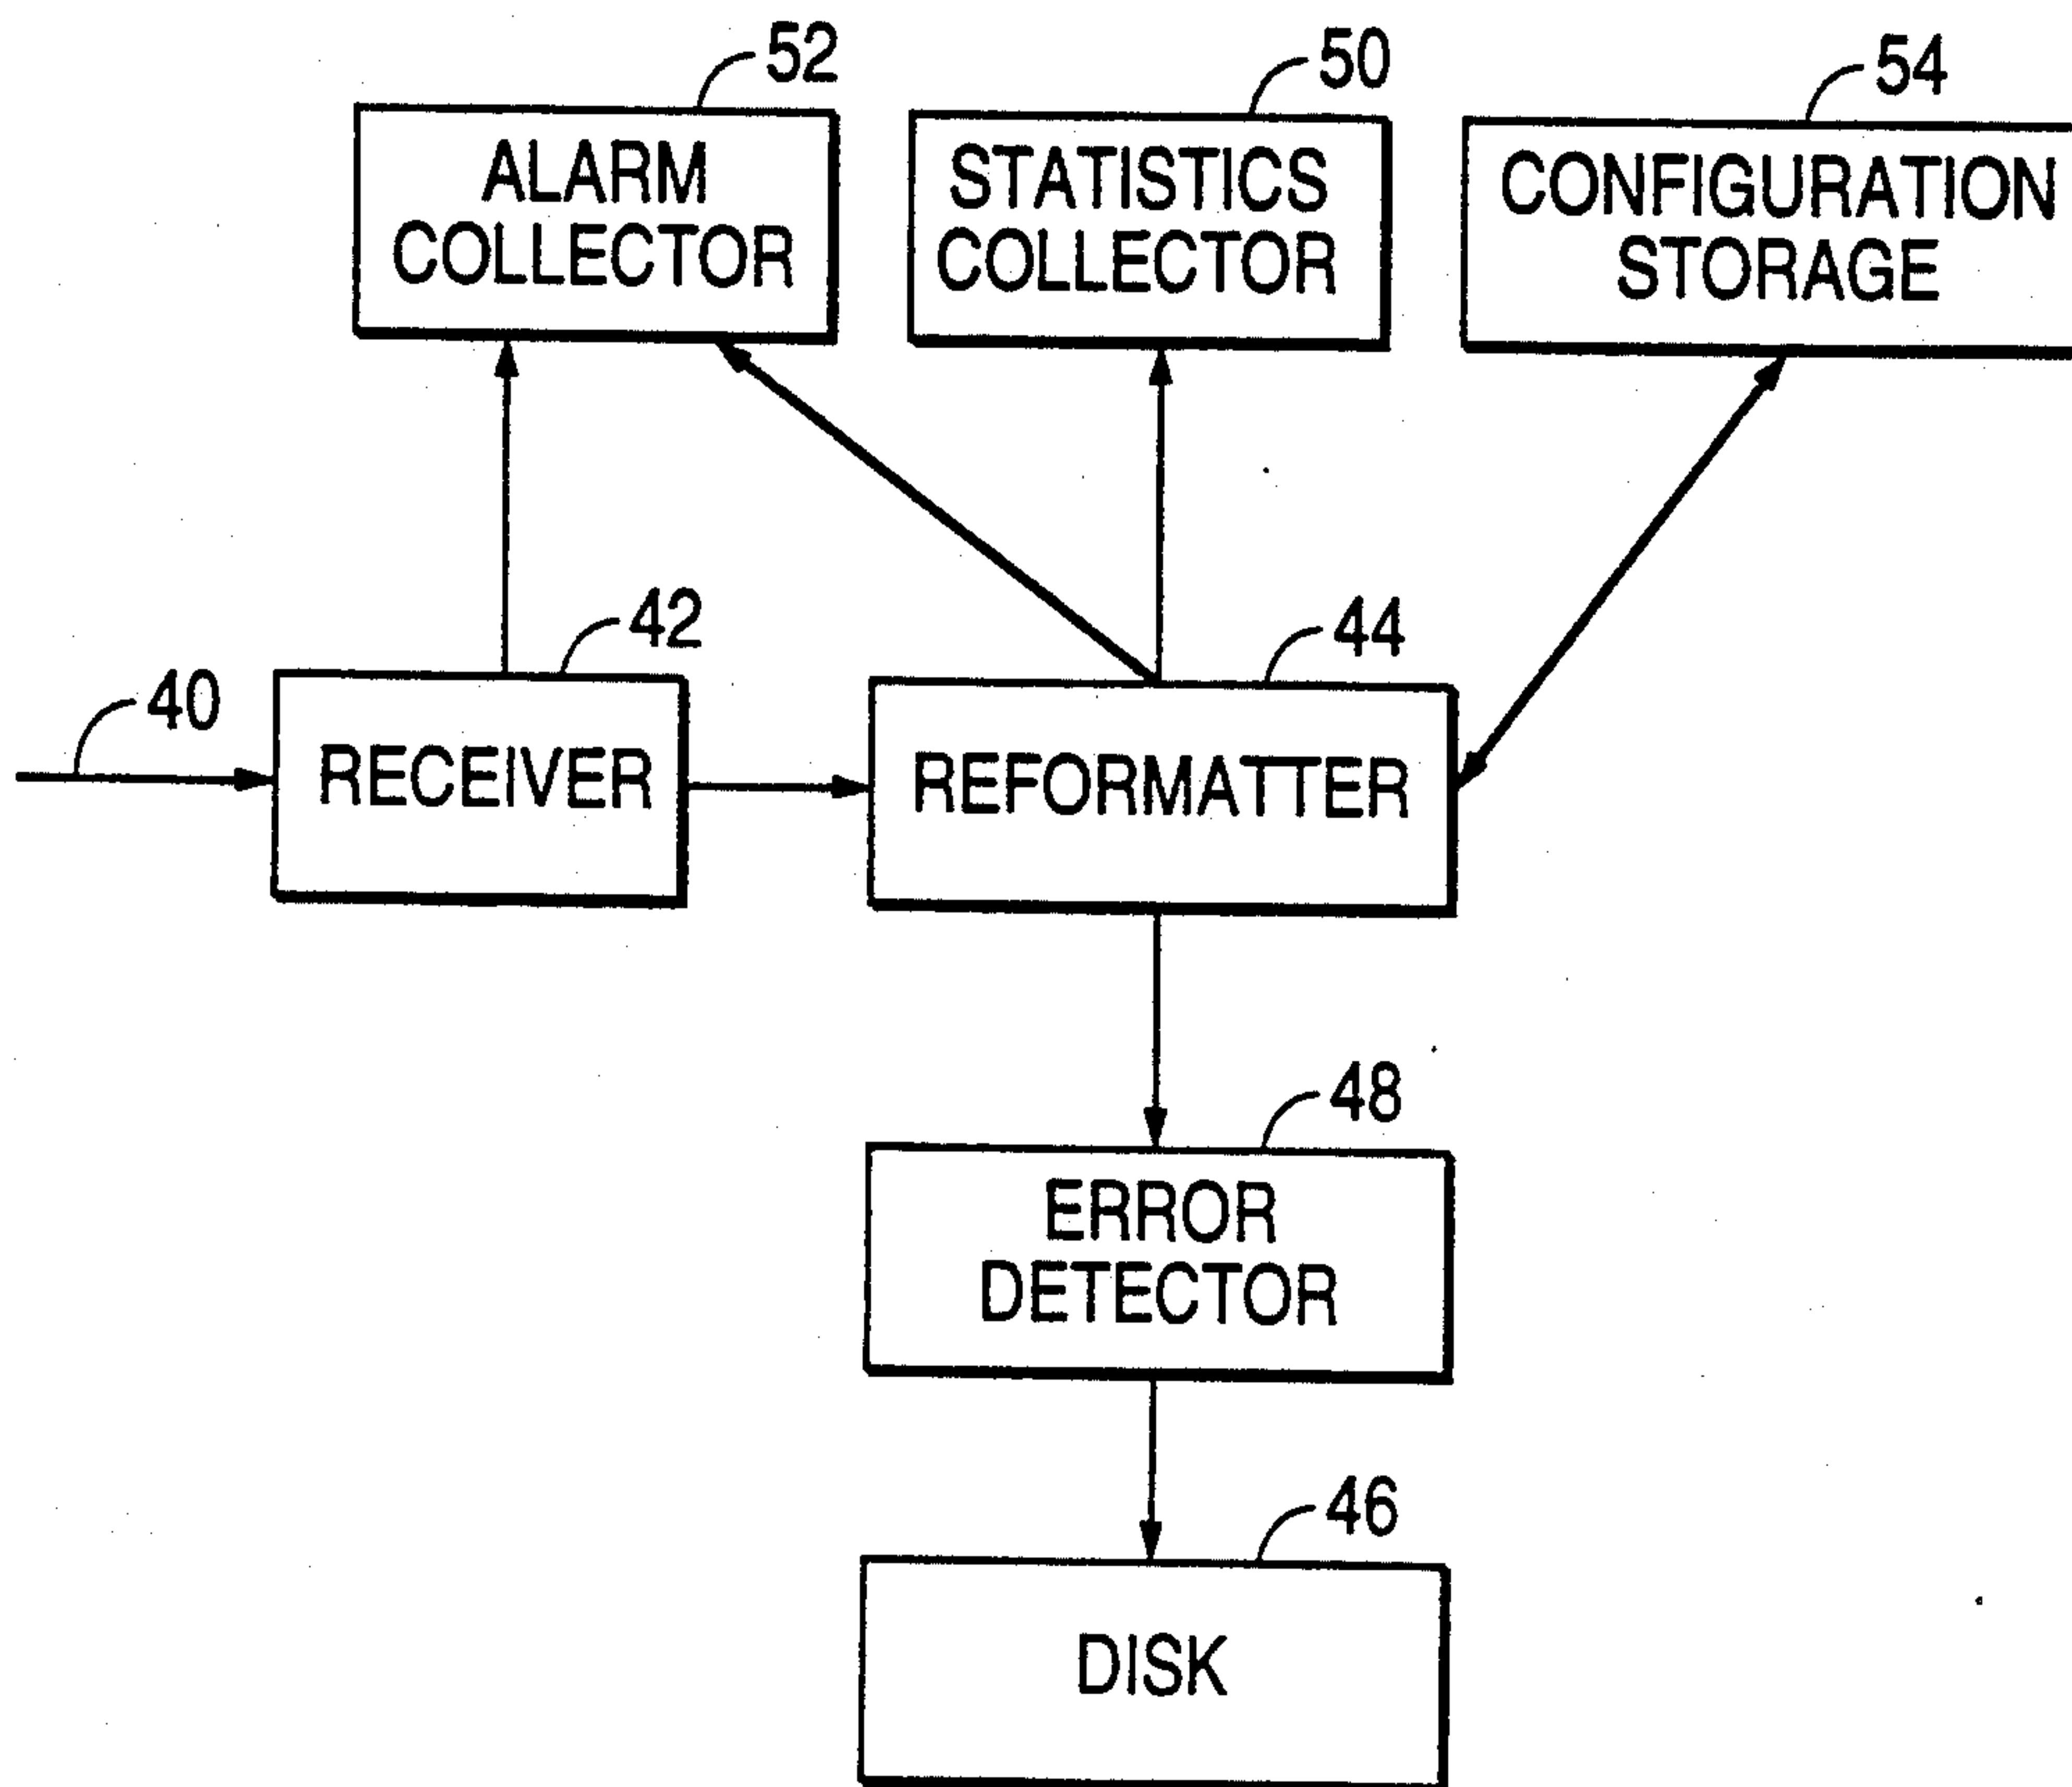 52
50
54
ALARM
COLLECTOR
STATISTICS
COLLECTOR
CONFIGURATION
STORAGE
42
44
40
RECEIVER
REFORMATTER
48
ERROR
DETECTOR
46
DISK